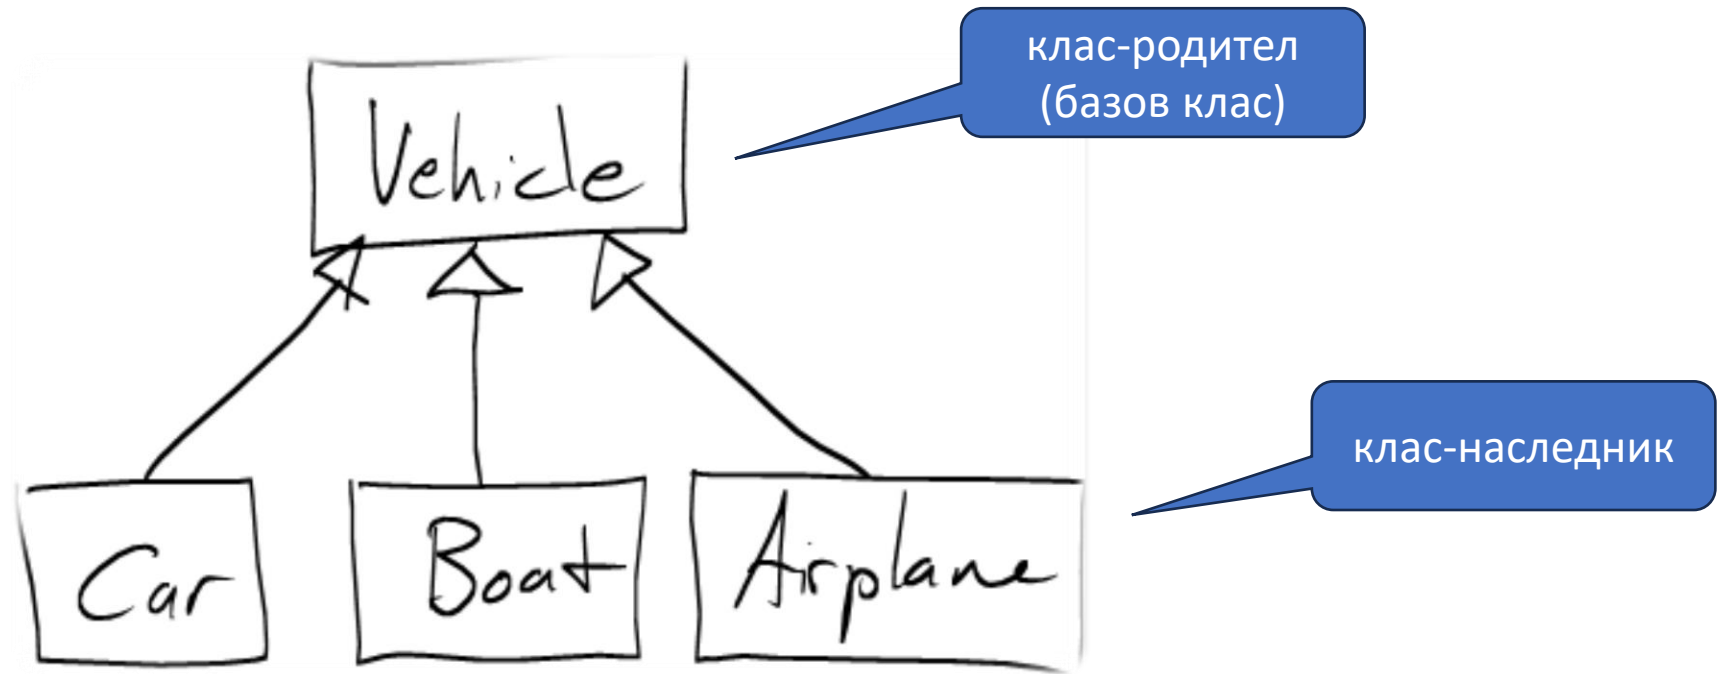 клас-родител
(базов клас)
Vehicle
клас-наследник
Car
Boat
Airplane